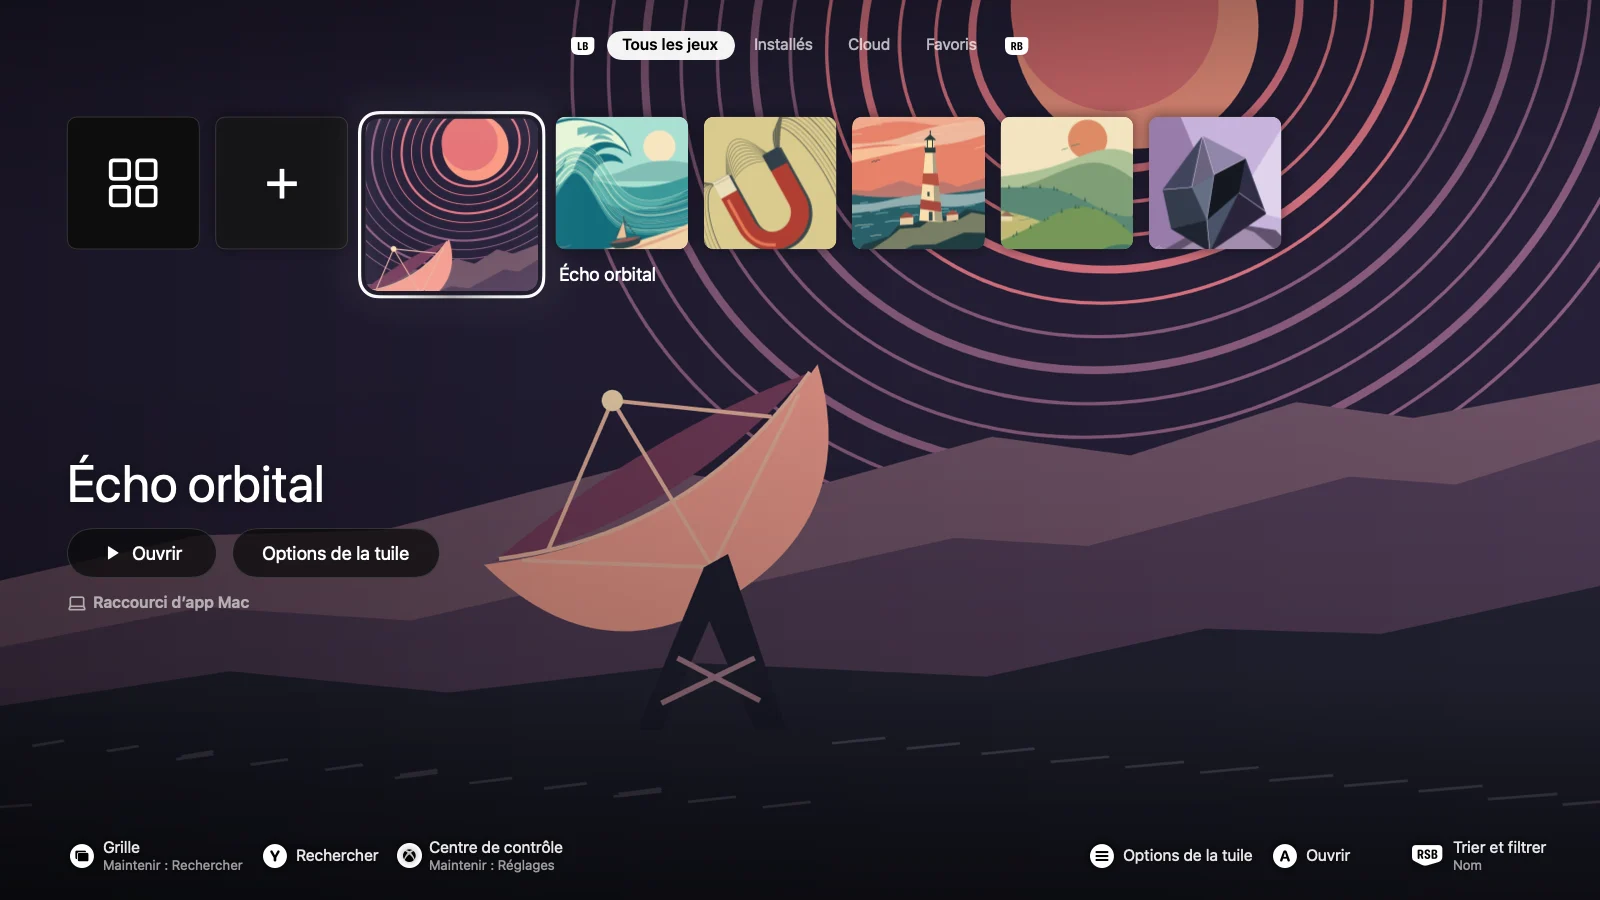 LB
Tous les jeux
Installés
Cloud
Favoris
RB
Écho orbital
Écho orbital
Ouvrir
Options de la tuile
Raccourci d’app Mac
Grille
Maintenir : Rechercher
Y
Rechercher
Centre de contrôle
Maintenir : Réglages
Options de la tuile
A
Ouvrir
RSB
Trier et filtrer
Nom